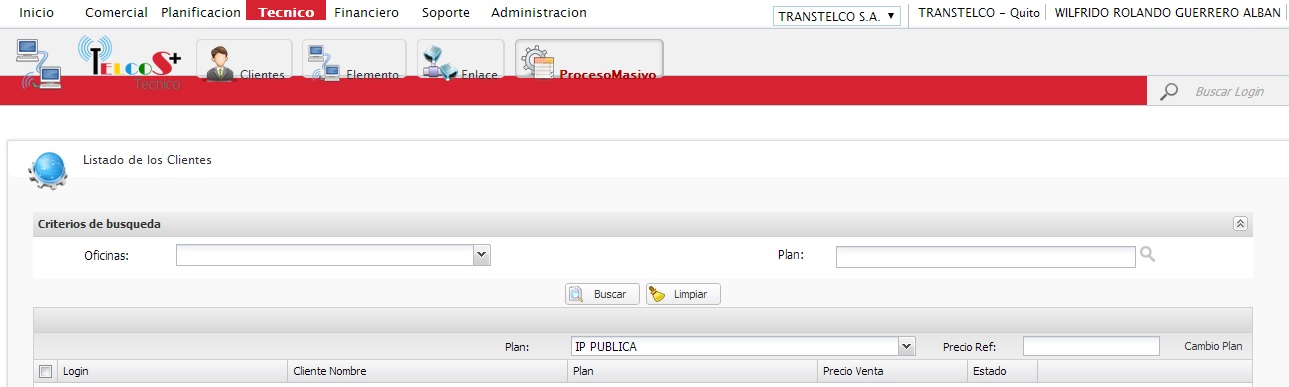 Inicio Comercial Planificacion Tecnico Financiero Soporte Administracion TRANSTELCO S.A. TRANSTELCO - Quito WILFRIDO ROLANDO GUERRERO ALBAN
TELCOS+ Tecnico Clientes Elemento Enlace ProcesoMasivo
Buscar Login
Listado de los Clientes
Criterios de busqueda
Oficinas: Plan:
Buscar Limpiar
Plan: IP PUBLICA Precio Ref: Cambio Plan
Login Cliente Nombre Plan Precio Venta Estado